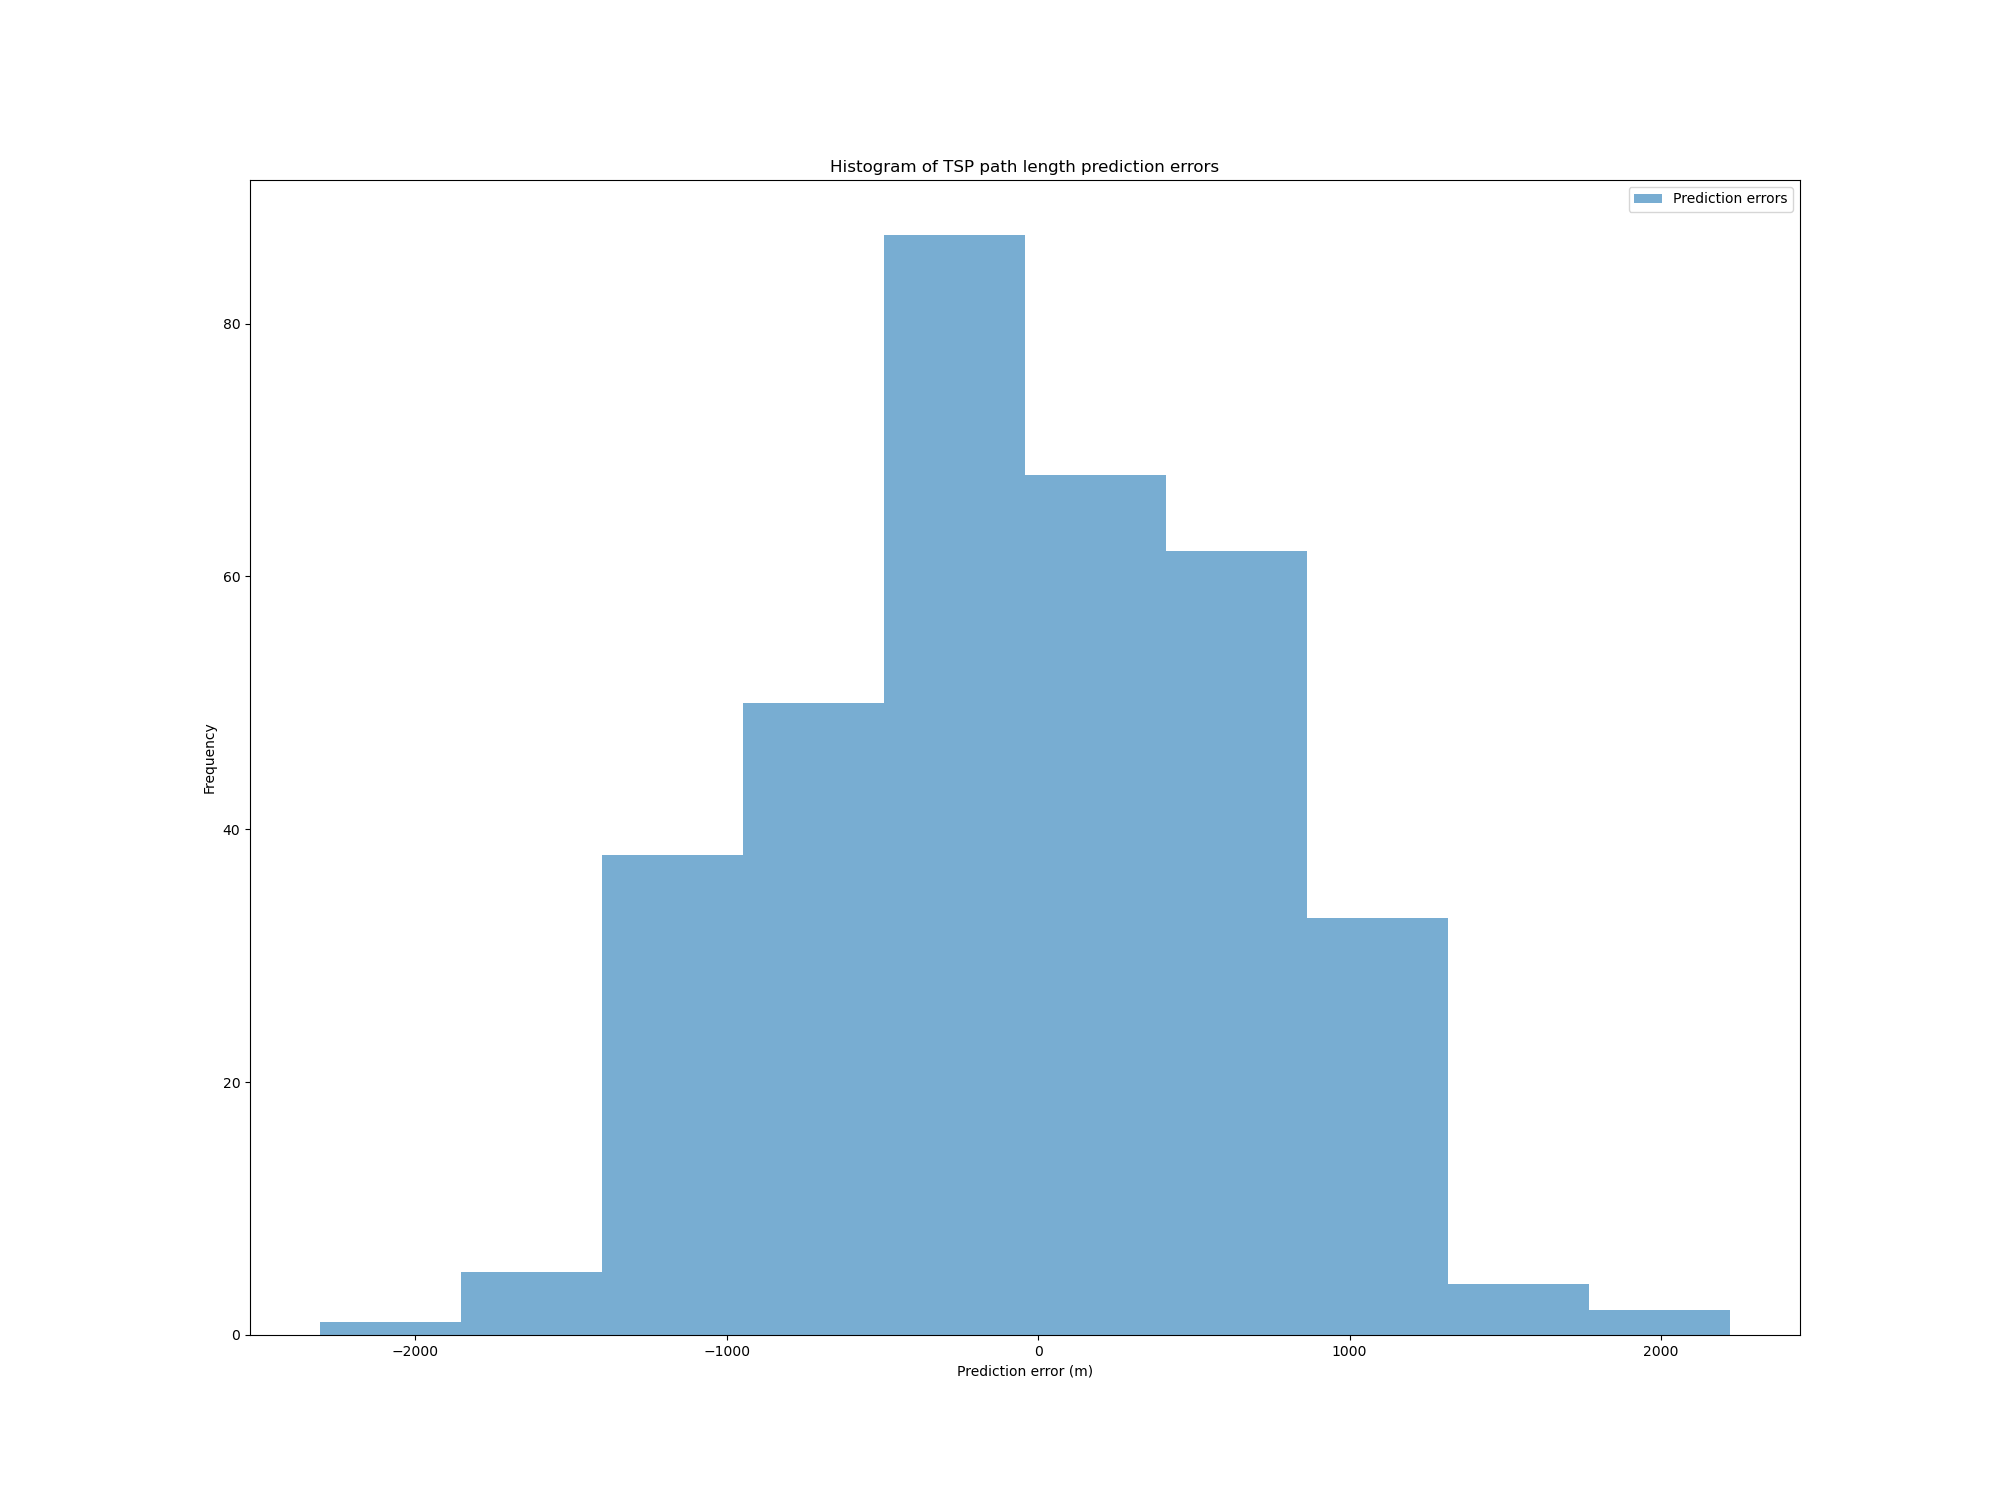 Histogram of TSP path length prediction errors
Prediction errors
80
60
40
20
0
Frequency
−2000
−1000
0
1000
2000
Prediction error (m)